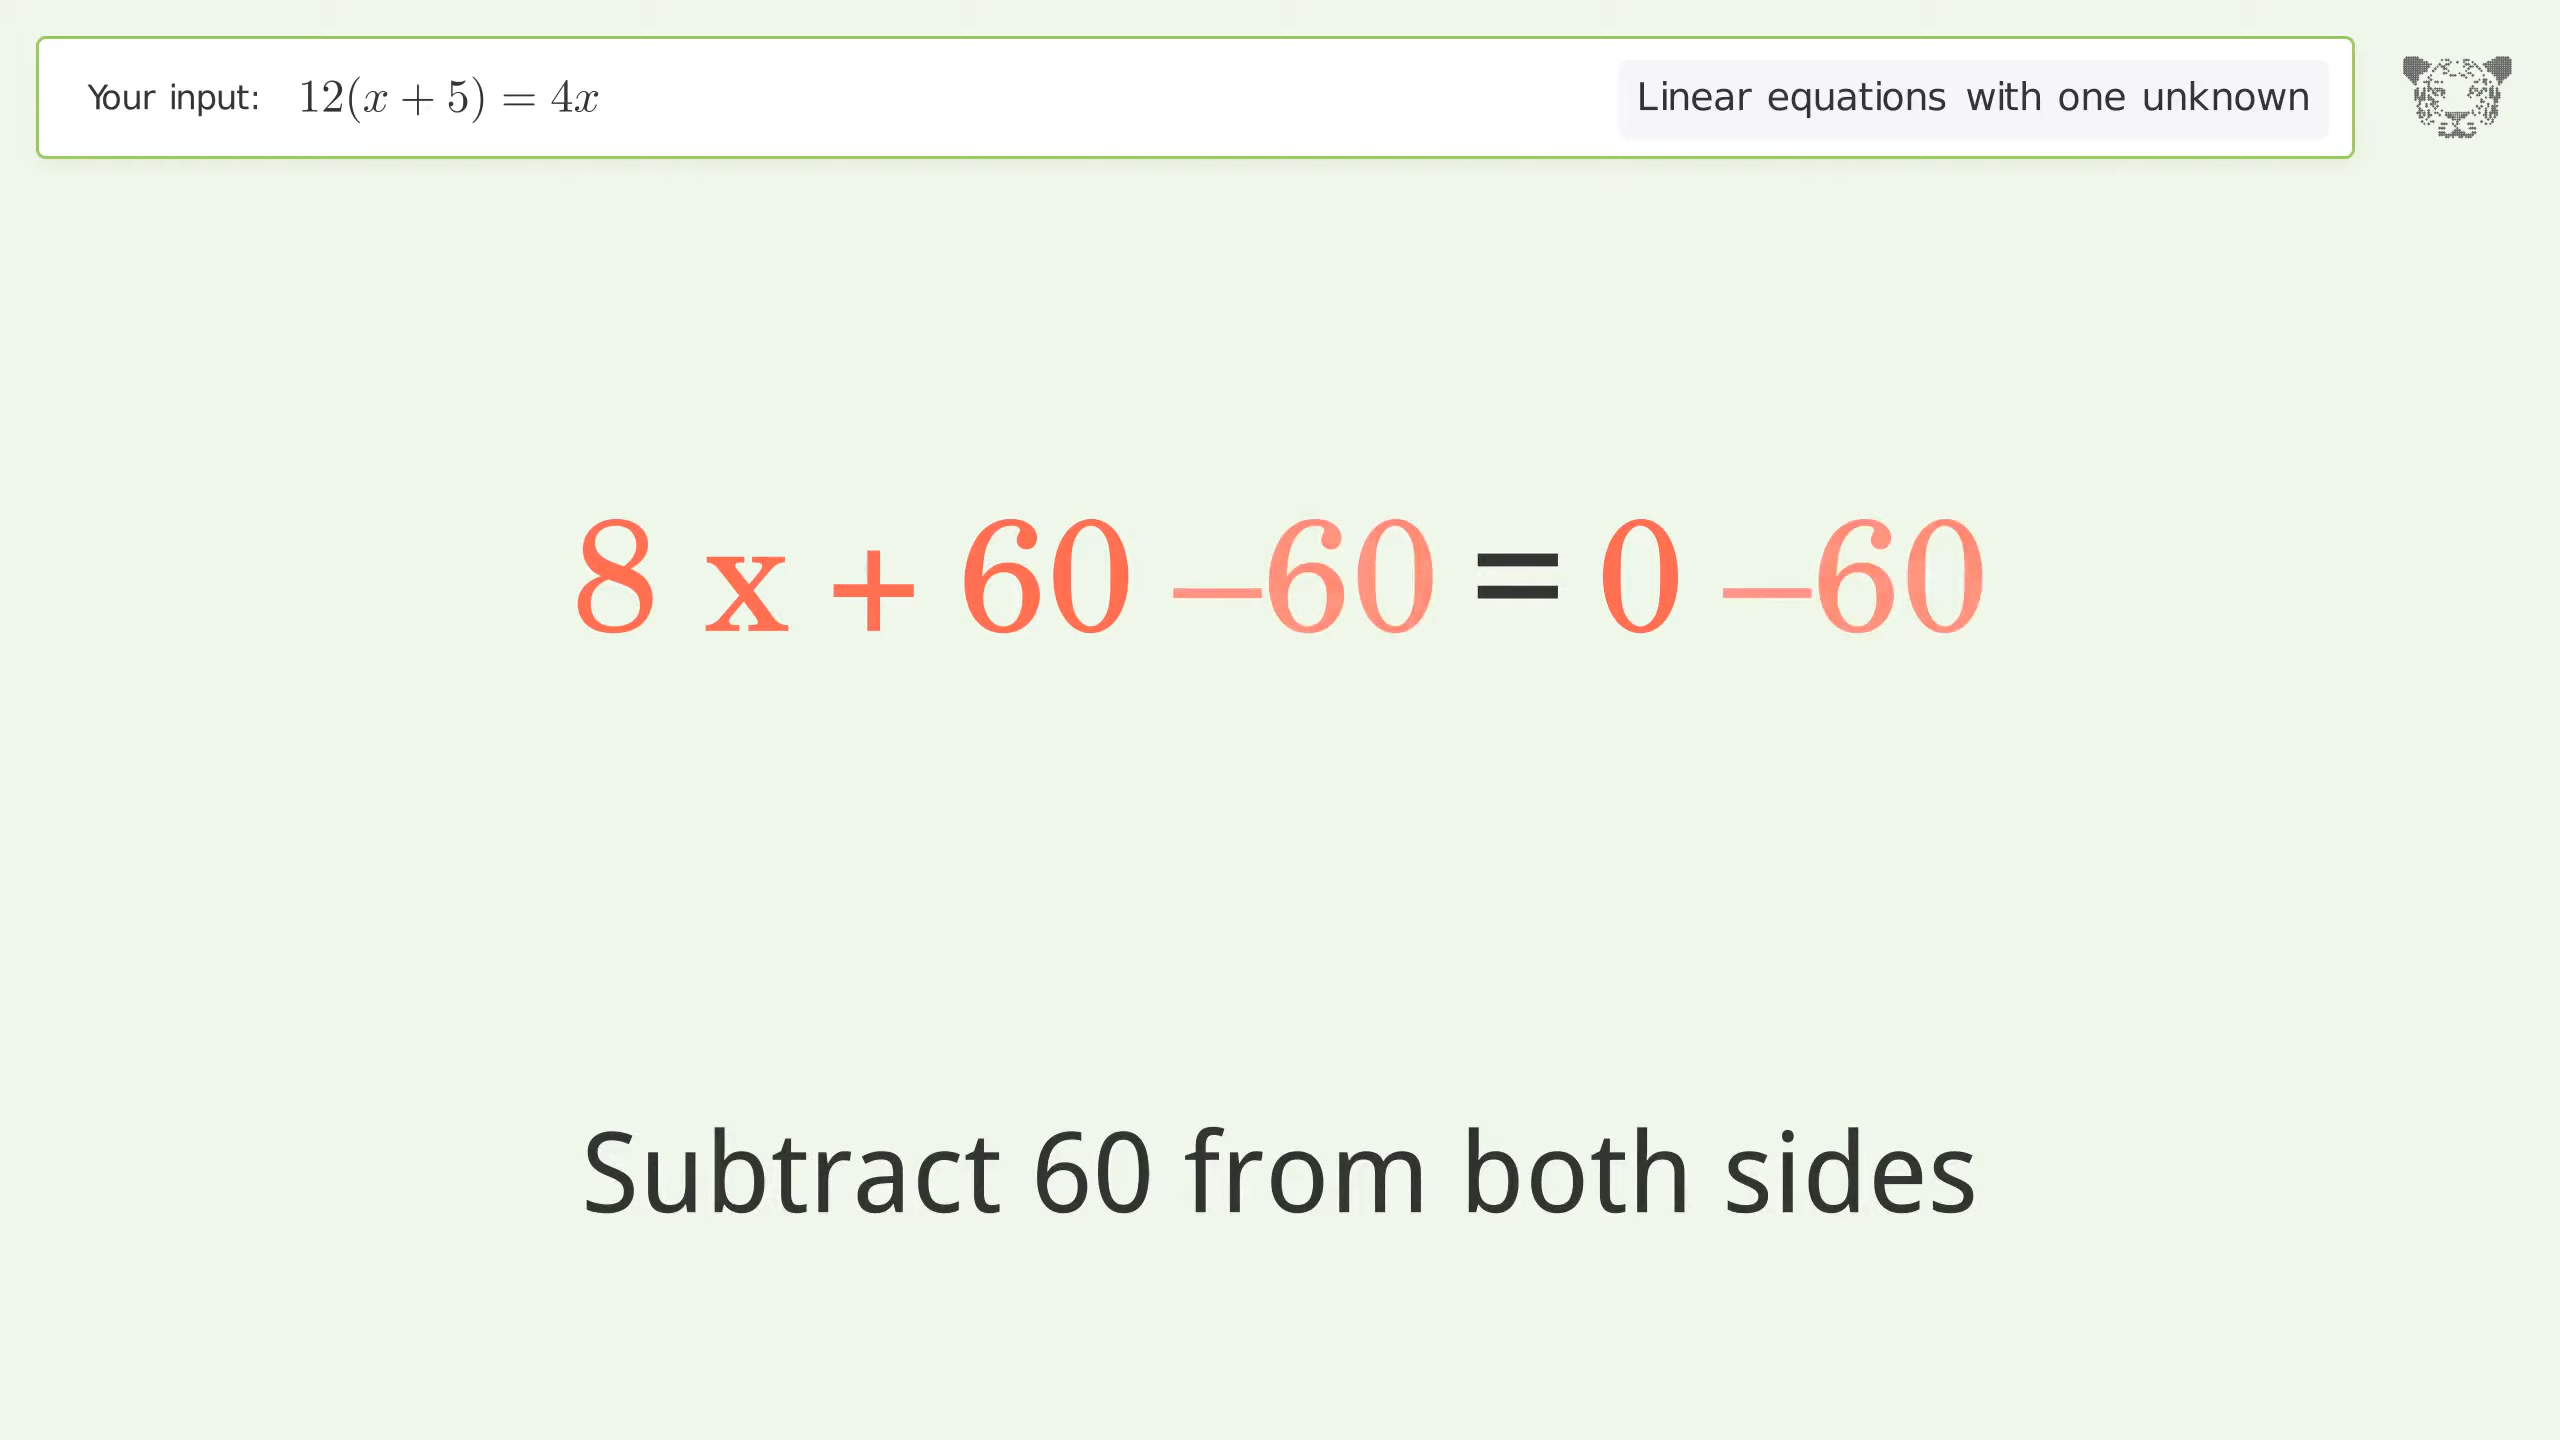 Your input: 12(x + 5) = 4x
Linear equations with one unknown
8 x + 60 –60 = 0 –60
Subtract 60 from both sides